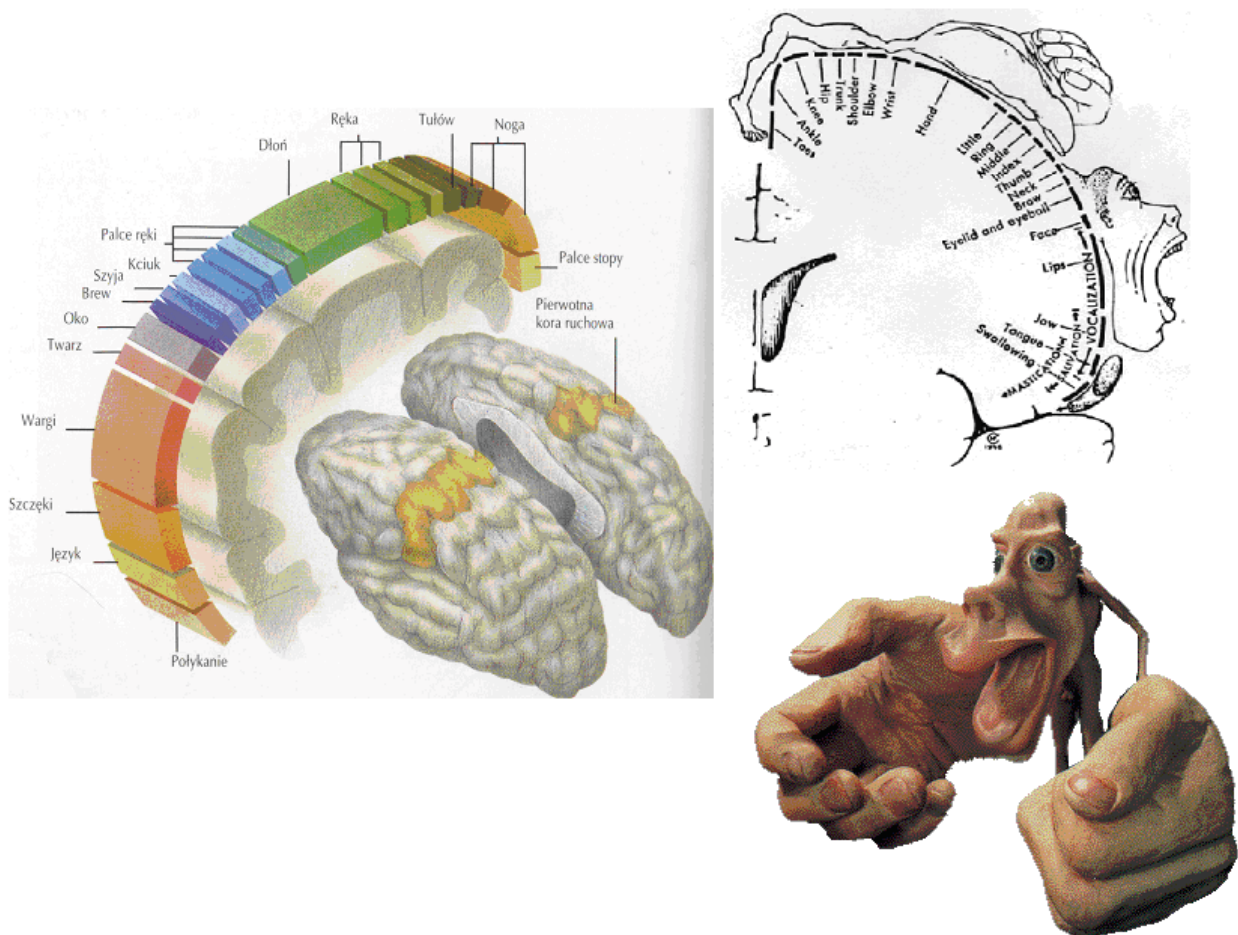 Ręka
Tułów
Noga
Dłoń
Palce ręki
Kciuk
Szyja
Brew
Oko
Twarz
Wargi
Szczęki
Język
Połykanie
Palce stopy
Pierwotna
kora ruchowa
Toes
Ankle
Knee
Hip
Trunk
Shoulder
Elbow
Wrist
Hand
Little
Ring
Middle
Index
Thumb
Neck
Brow
Eyelid and eyeball
Face
Lips
Jaw
Tongue
Swallowing
VOCALIZATION
SALIVATION
MASTICATION